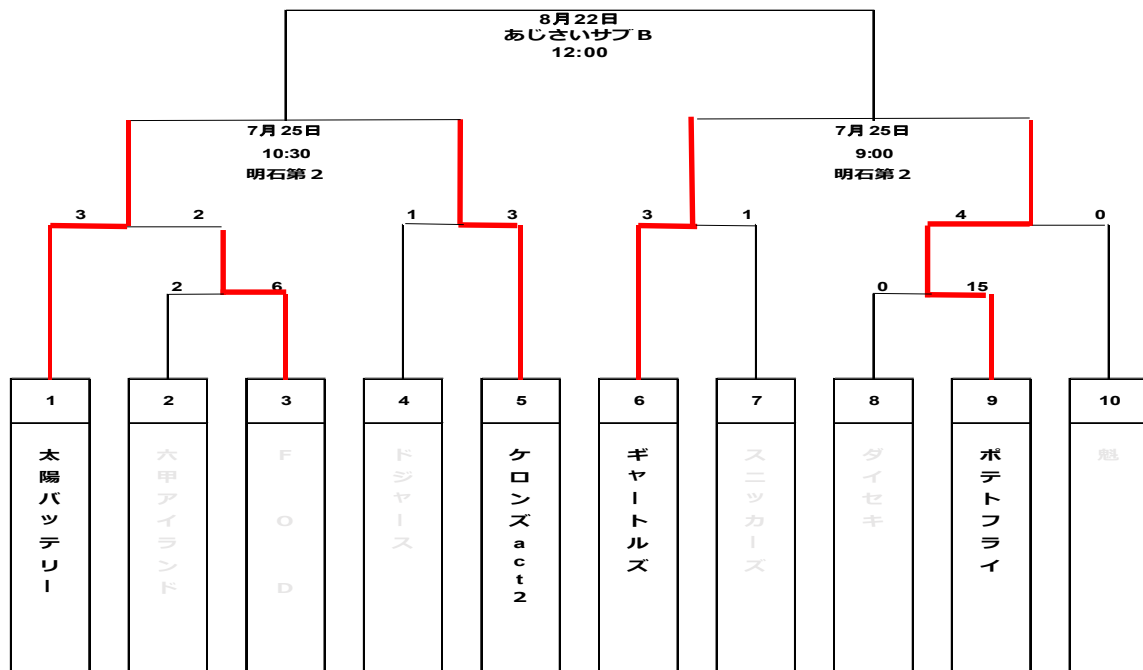 8月22日
あじさいサブB
12:00
7月25日
10:30
明石第2
7月25日
9:00
明石第2
3
2
1
3
3
1
4
0
2
6
0
15
1
2
3
4
5
6
7
8
9
10
太陽バッテリー
六甲アイランド
FOD
ドジャース
ケロンズact2
ギャートルズ
スニッカーズ
ダイセキ
ポテトフライ
魁